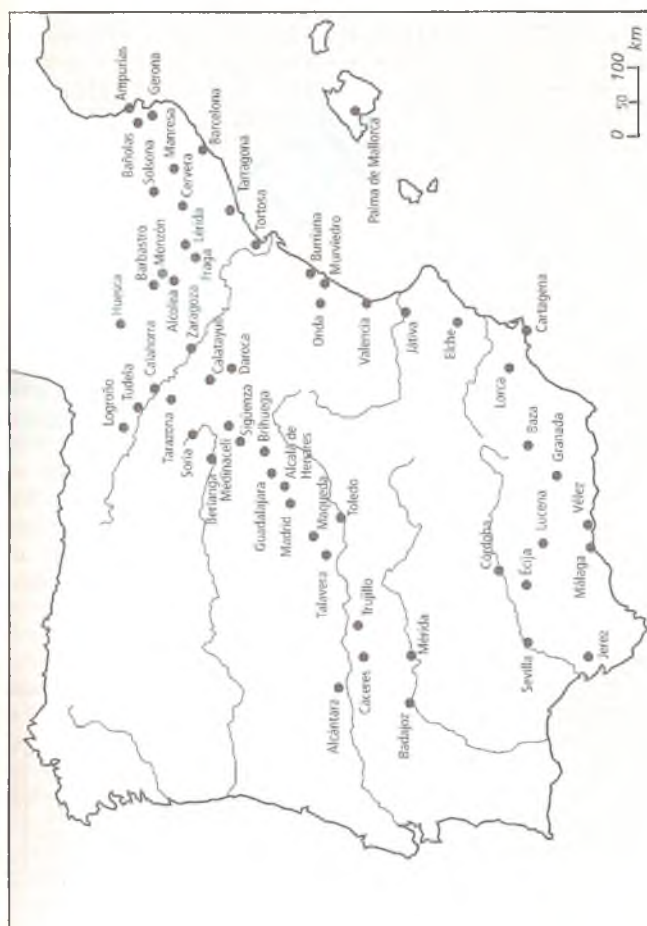 Ampurias
Gerona
Bañolas
Solsona
Manresa
Cervera
Barcelona
Huesca
Barbastro
Monzón
Lérida
Alcolea
Fraga
Tarragona
Tortosa
Logroño
Tudela
Calahorra
Zaragoza
Tarazona
Calatayud
Daroca
Soria
Berlanga
Medinaceli
Sigüenza
Brihuega
Guadalajara
Alcalá de
Henares
Madrid
Maqueda
Talavera
Toledo
Burriana
Murviedro
Onda
Valencia
Játiva
Elche
Palma de Mallorca
Trujillo
Cáceres
Alcántara
Mérida
Badajoz
Cartagena
Lorca
Baza
Granada
Córdoba
Lucena
Ecija
Vélez
Málaga
Sevilla
Jerez
0 50 100
km